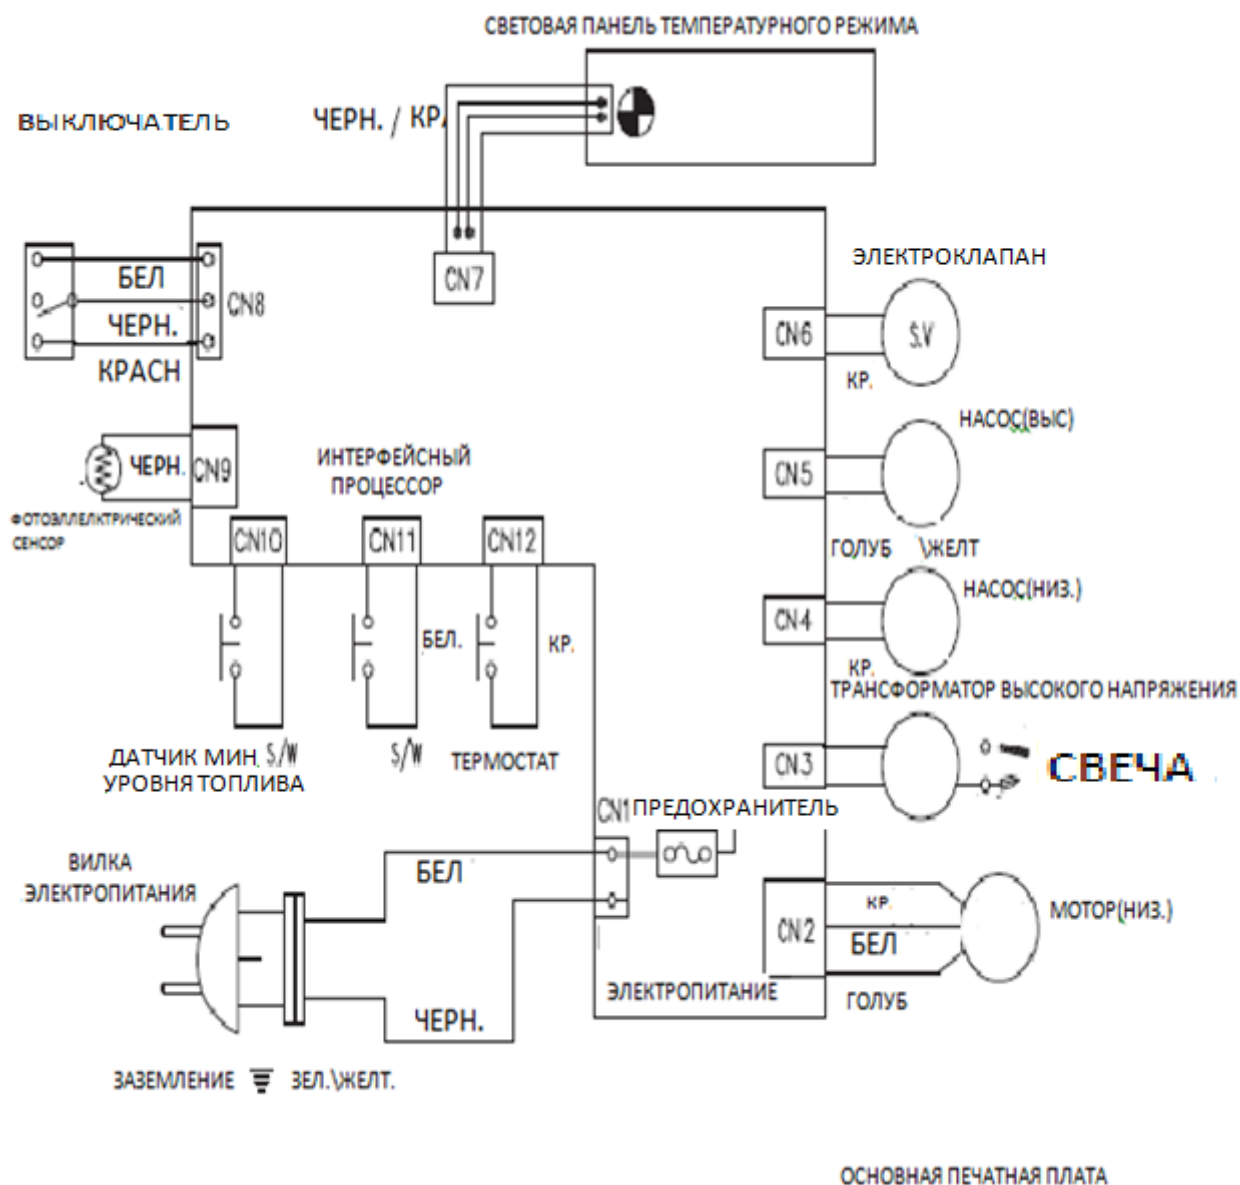 СВЕТОВАЯ ПАНЕЛЬ ТЕМПЕРАТУРНОГО РЕЖИМА
ВЫКЛЮЧАТЕЛЬ
ЧЕРН. / КР
CN7
БЕЛ
CN8
ЧЕРН.
КРАСН
ЭЛЕКТРОКЛАПАН
CN6
S.V
КР.
НАСОС(ВЫС)
CN5
ГОЛУБ \ЖЕЛТ
ЧЕРН.
CN9
ФОТОЭЛЛЕЛКТРИЧЕСКИЙ
СЕНСОР
ИНТЕРФЕЙСНЫЙ
ПРОЦЕССОР
CN10
CN11
CN12
НАСОС(НИЗ.)
CN4
КР.
БЕЛ.
КР.
ТРАНСФОРМАТОР ВЫСОКОГО НАПРЯЖЕНИЯ
ДАТЧИК МИН. S/W
УРОВНЯ ТОПЛИВА
S/W
ТЕРМОСТАТ
CN3
СВЕЧА
CN1
ПРЕДОХРАНИТЕЛЬ
ВИЛКА
ЭЛЕКТРОПИТАНИЯ
БЕЛ
CN2
КР.
БЕЛ
ГОЛУБ
МОТОР(НИЗ.)
ЭЛЕКТРОПИТАНИЕ
ЧЕРН.
ЗАЗЕМЛЕНИЕ ЗЕЛ.\ЖЕЛТ.
ОСНОВНАЯ ПЕЧАТНАЯ ПЛАТА